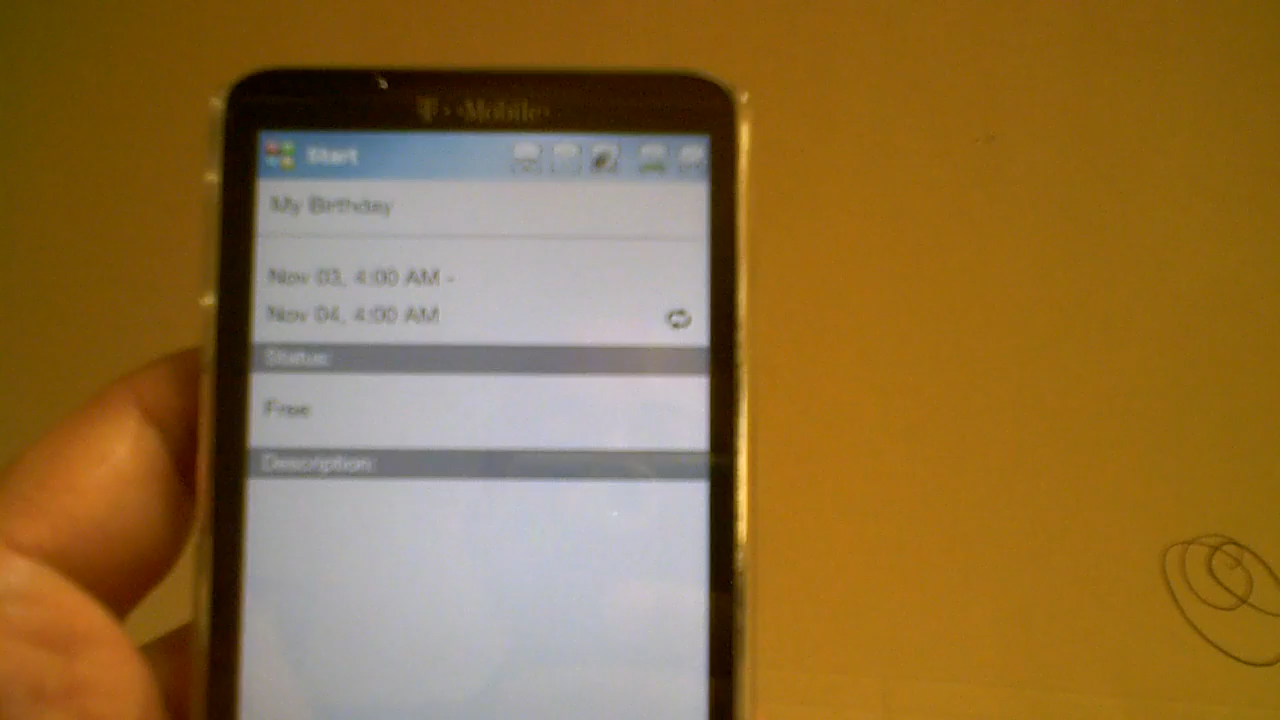 T··Mobile·
Start
My Birthday
Nov 03, 4:00 AM -
Nov 04, 4:00 AM
Status:
Free
Description: